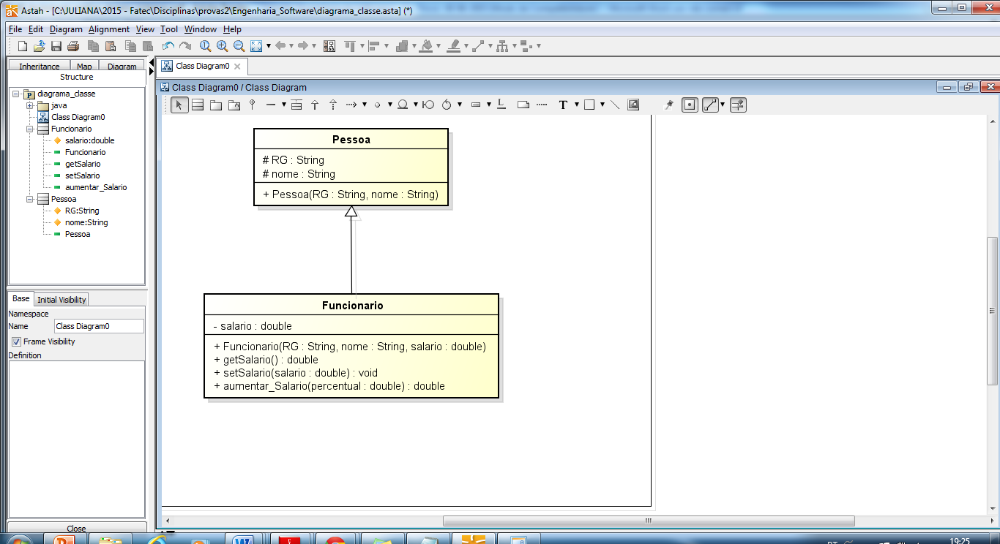 Astah - [C:\JULIANA\2015 - Fatec\Disciplinas\provas2\Engenharia_Software\diagrama_classe.asta] (*)
File Edit Diagram Alignment View Tool Window Help
Inheritance Map Diagram
Structure
diagrama_classe
java
Class Diagram0
Funcionario
salario:double
Funcionario
getSalario
setSalario
aumentar_Salario
Pessoa
RG:String
nome:String
Pessoa
Base Initial Visibility
Namespace
Name Class Diagram0
Frame Visibility
Definition
Close
Class Diagram0
Class Diagram0 / Class Diagram
T
Pessoa
# RG : String
# nome : String
+ Pessoa(RG : String, nome : String)
Funcionario
- salario : double
+ Funcionario(RG : String, nome : String, salario : double)
+ getSalario() : double
+ setSalario(salario : double) : void
+ aumentar_Salario(percentual : double) : double
19:25